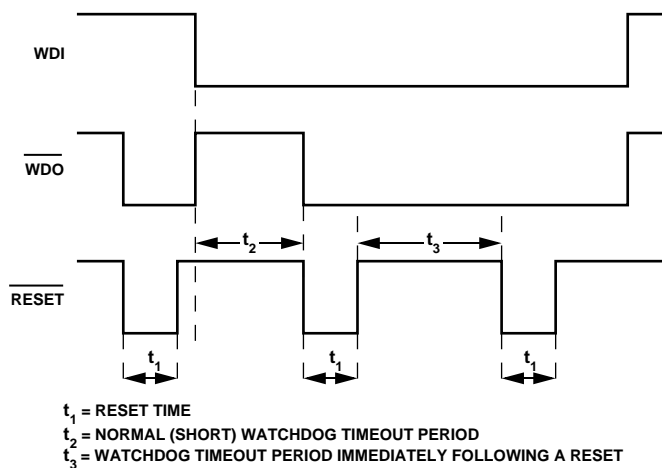 WDI
WDO
t2
t3
RESET
t1
t1
t1
t1 = RESET TIME
t2 = NORMAL (SHORT) WATCHDOG TIMEOUT PERIOD
t3 = WATCHDOG TIMEOUT PERIOD IMMEDIATELY FOLLOWING A RESET